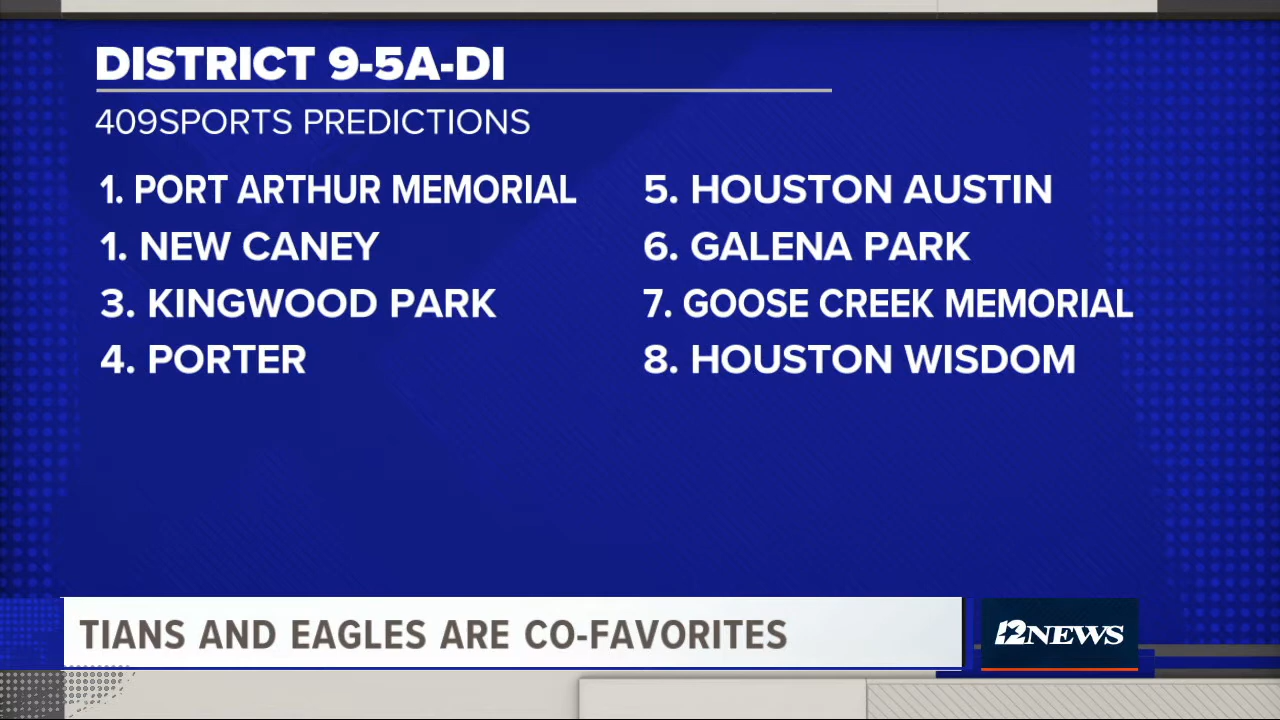 DISTRICT 9-5A-DI
409SPORTS PREDICTIONS
1. PORT ARTHUR MEMORIAL
1. NEW CANEY
3. KINGWOOD PARK
4. PORTER
5. HOUSTON AUSTIN
6. GALENA PARK
7. GOOSE CREEK MEMORIAL
8. HOUSTON WISDOM
TIANS AND EAGLES ARE CO-FAVORITES
12NEWS